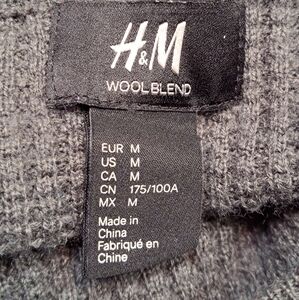 H&M
WOOL BLEND
EUR M
US M
CA M
CN 175/100A
MX M
Made in
China
Fabriqué en
Chine